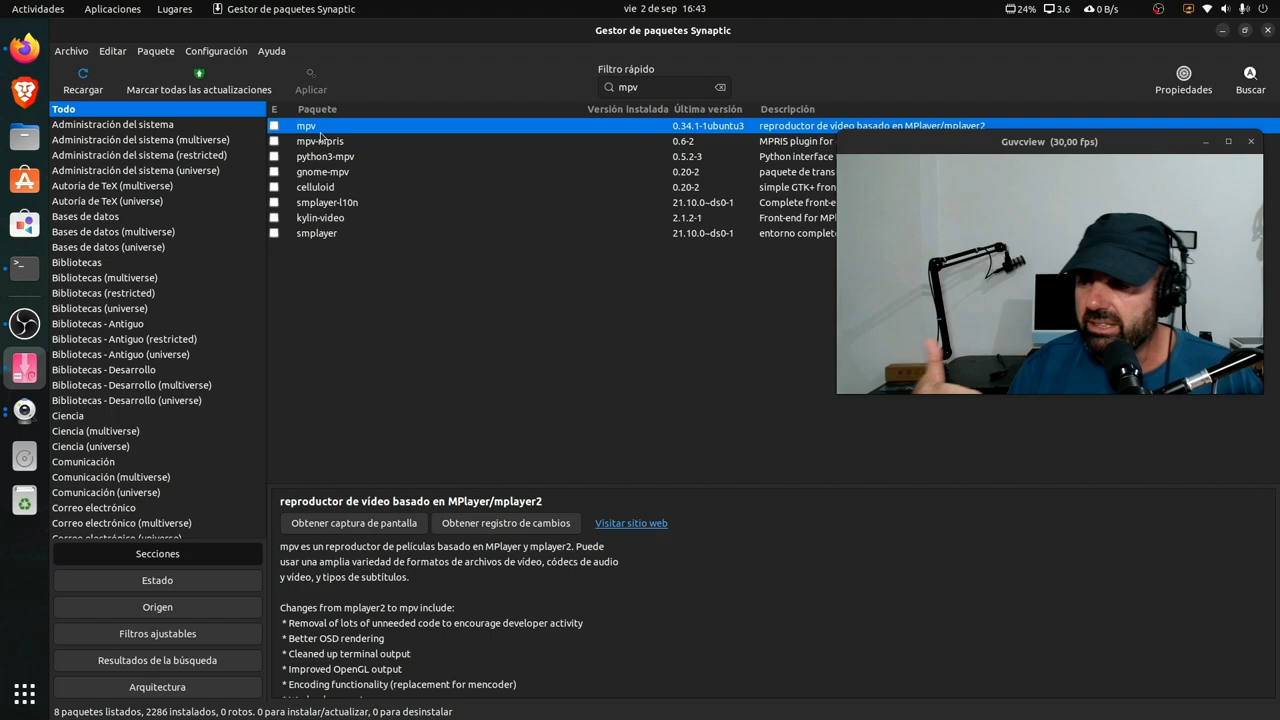 Actividades Aplicaciones Lugares Gestor de paquetes Synaptic vie 2 de sep 16:43 24% 3.6 0 B/s
Gestor de paquetes Synaptic
Archivo Editar Paquete Configuración Ayuda
Filtro rápido
mpv
Recargar Marcar todas las actualizaciones Aplicar Propiedades Buscar
E Paquete Versión instalada Última versión Descripción
mpv 0.34.1-1ubuntu3 reproductor de vídeo basado en MPlayer/mplayer2
mpv-mpris 0.6-2 MPRIS plugin for
python3-mpv 0.5.2-3 Python interface
gnome-mpv 0.20-2 paquete de trans
celluloid 0.20-2 simple GTK+ fron
smplayer-l10n 21.10.0~ds0-1 Complete front-e
kylin-video 2.1.2-1 Front-end for MPl
smplayer 21.10.0~ds0-1 entorno complet
Guvcview (30,00 fps)
Todo
Administración del sistema
Administración del sistema (multiverse)
Administración del sistema (restricted)
Administración del sistema (universe)
Autoría de TeX (multiverse)
Autoría de TeX (universe)
Bases de datos
Bases de datos (multiverse)
Bases de datos (universe)
Bibliotecas
Bibliotecas (multiverse)
Bibliotecas (restricted)
Bibliotecas (universe)
Bibliotecas - Antiguo
Bibliotecas - Antiguo (restricted)
Bibliotecas - Antiguo (universe)
Bibliotecas - Desarrollo
Bibliotecas - Desarrollo (multiverse)
Bibliotecas - Desarrollo (universe)
Ciencia
Ciencia (multiverse)
Ciencia (universe)
Comunicación
Comunicación (multiverse)
Comunicación (universe)
Correo electrónico
Correo electrónico (multiverse)
Correo electrónico (universe)
Secciones
Estado
Origen
Filtros ajustables
Resultados de la búsqueda
Arquitectura
reproductor de vídeo basado en MPlayer/mplayer2
Obtener captura de pantalla Obtener registro de cambios Visitar sitio web
mpv es un reproductor de películas basado en MPlayer y mplayer2. Puede
usar una amplia variedad de formatos de archivos de vídeo, códecs de audio
y vídeo, y tipos de subtítulos.
Changes from mplayer2 to mpv include:
* Removal of lots of unneeded code to encourage developer activity
* Better OSD rendering
* Cleaned up terminal output
* Improved OpenGL output
* Encoding functionality (replacement for mencoder)
8 paquetes listados, 2286 instalados, 0 rotos. 0 para instalar/actualizar, 0 para desinstalar